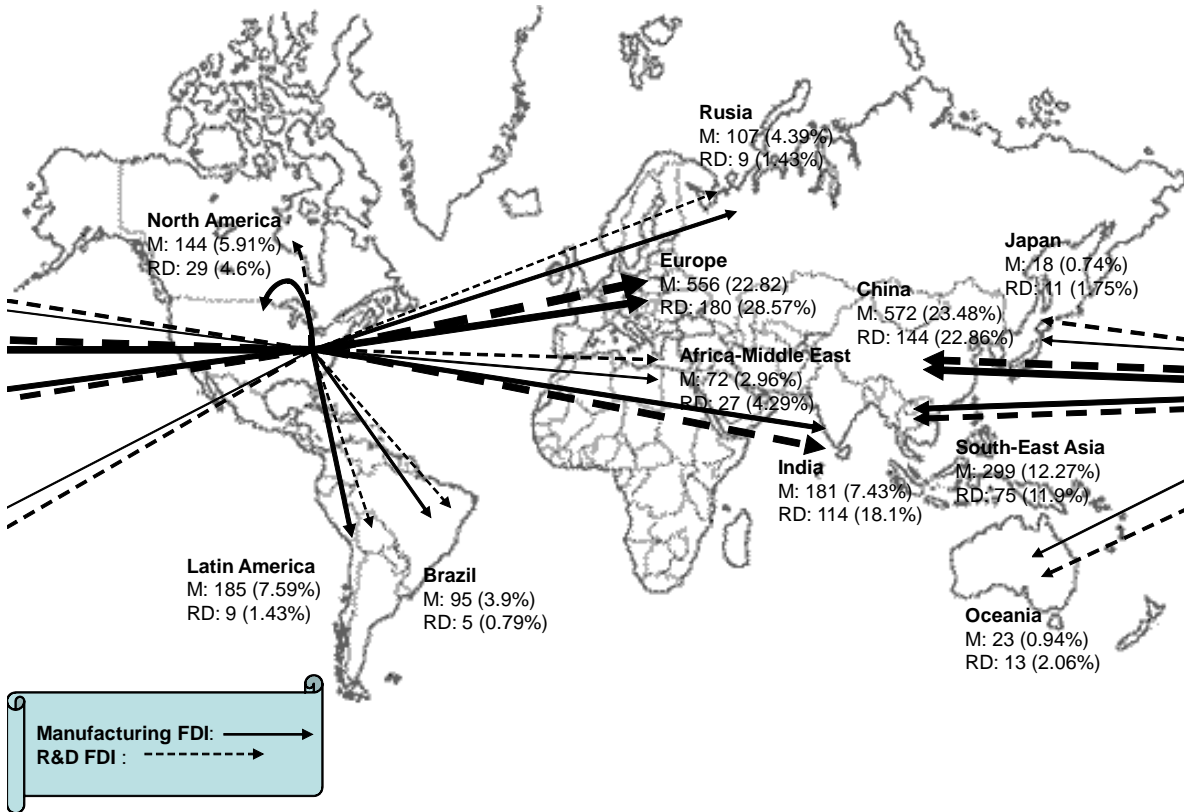 Rusia
M: 107 (4.39%)
RD: 9 (1.43%)
North America
M: 144 (5.91%)
RD: 29 (4.6%)
Japan
M: 18 (0.74%)
RD: 11 (1.75%)
Europe
M: 556 (22.82)
RD: 180 (28.57%)
China
M: 572 (23.48%)
RD: 144 (22.86%)
Africa-Middle East
M: 72 (2.96%)
RD: 27 (4.29%)
South-East Asia
M: 299 (12.27%)
RD: 75 (11.9%)
India
M: 181 (7.43%)
RD: 114 (18.1%)
Latin America
M: 185 (7.59%)
RD: 9 (1.43%)
Brazil
M: 95 (3.9%)
RD: 5 (0.79%)
Oceania
M: 23 (0.94%)
RD: 13 (2.06%)
Manufacturing FDI:
R&D FDI :